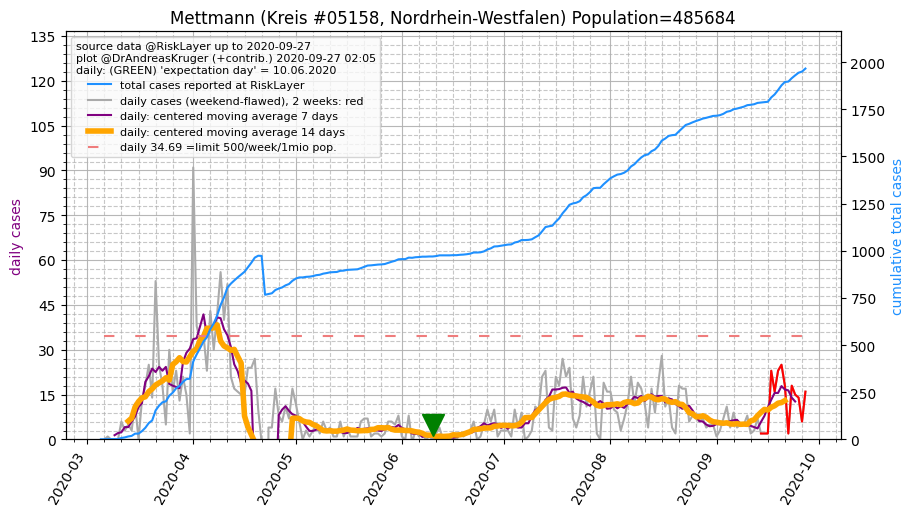 Mettmann (Kreis #05158, Nordrhein-Westfalen) Population=485684
source data @RiskLayer up to 2020-09-27
plot @DrAndreasKruger (+contrib.) 2020-09-27 02:05
daily: (GREEN) 'expectation day' = 10.06.2020
total cases reported at RiskLayer
daily cases (weekend-flawed), 2 weeks: red
daily: centered moving average 7 days
daily: centered moving average 14 days
daily 34.69 =limit 500/week/1mio pop.
daily cases
135
120
105
90
75
60
45
30
15
0
cumulative total cases
2000
1750
1500
1250
1000
750
500
250
0
2020-03
2020-04
2020-05
2020-06
2020-07
2020-08
2020-09
2020-10